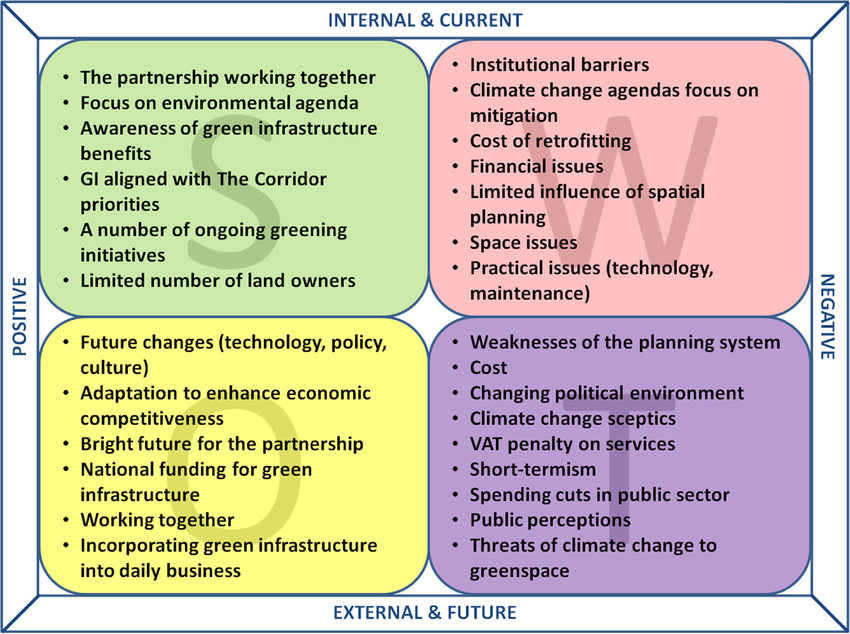 INTERNAL & CURRENT
S
• The partnership working together
• Focus on environmental agenda
• Awareness of green infrastructure
benefits
• GI aligned with The Corridor
priorities
• A number of ongoing greening
initiatives
• Limited number of land owners
W
• Institutional barriers
• Climate change agendas focus on
mitigation
• Cost of retrofitting
• Financial issues
• Limited influence of spatial
planning
• Space issues
• Practical issues (technology,
maintenance)
POSITIVE
NEGATIVE
O
• Future changes (technology, policy,
culture)
• Adaptation to enhance economic
competitiveness
• Bright future for the partnership
• National funding for green
infrastructure
• Working together
• Incorporating green infrastructure
into daily business
T
• Weaknesses of the planning system
• Cost
• Changing political environment
• Climate change sceptics
• VAT penalty on services
• Short-termism
• Spending cuts in public sector
• Public perceptions
• Threats of climate change to
greenspace
EXTERNAL & FUTURE